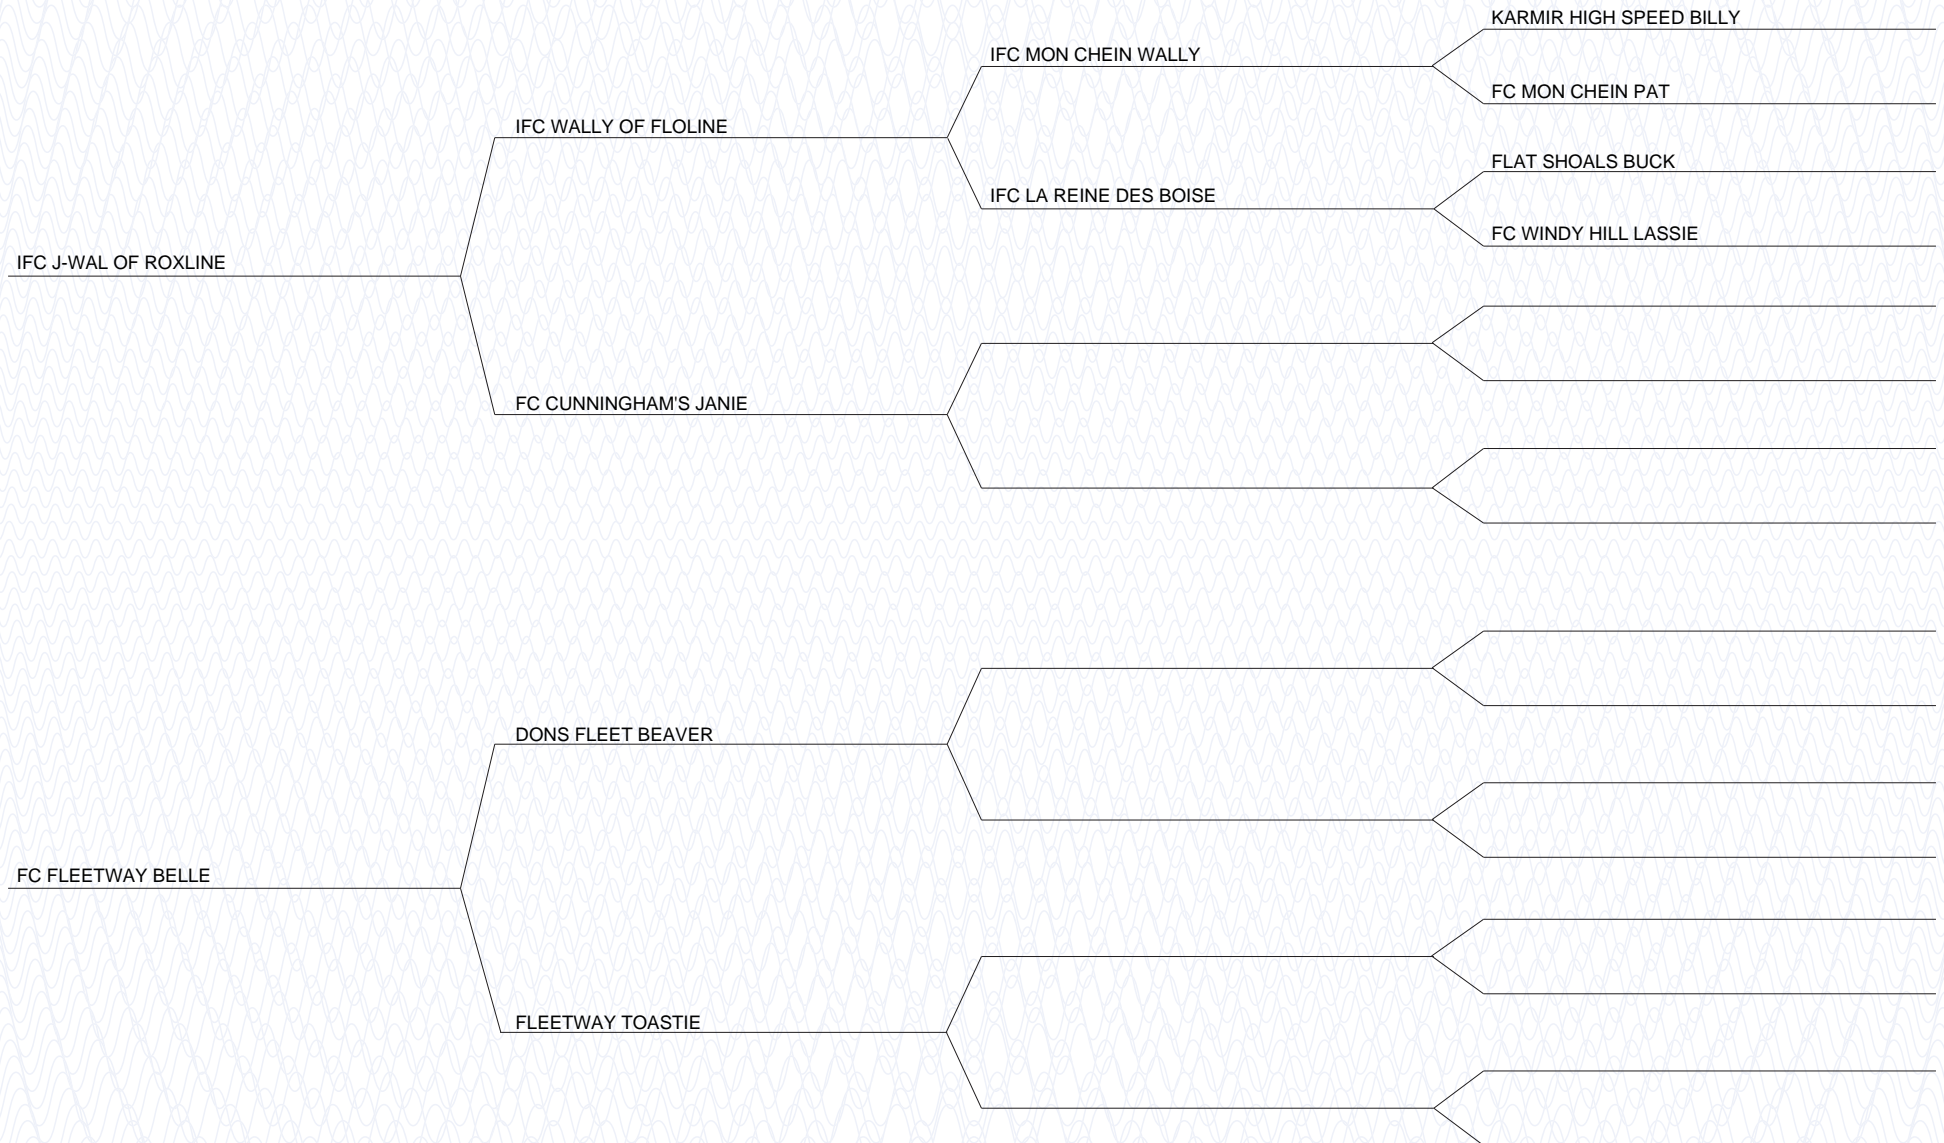 KARMIR HIGH SPEED BILLY
IFC MON CHEIN WALLY
FC MON CHEIN PAT
IFC WALLY OF FLOLINE
FLAT SHOALS BUCK
IFC LA REINE DES BOISE
FC WINDY HILL LASSIE
IFC J-WAL OF ROXLINE
FC CUNNINGHAM'S JANIE
DONS FLEET BEAVER
FC FLEETWAY BELLE
FLEETWAY TOASTIE